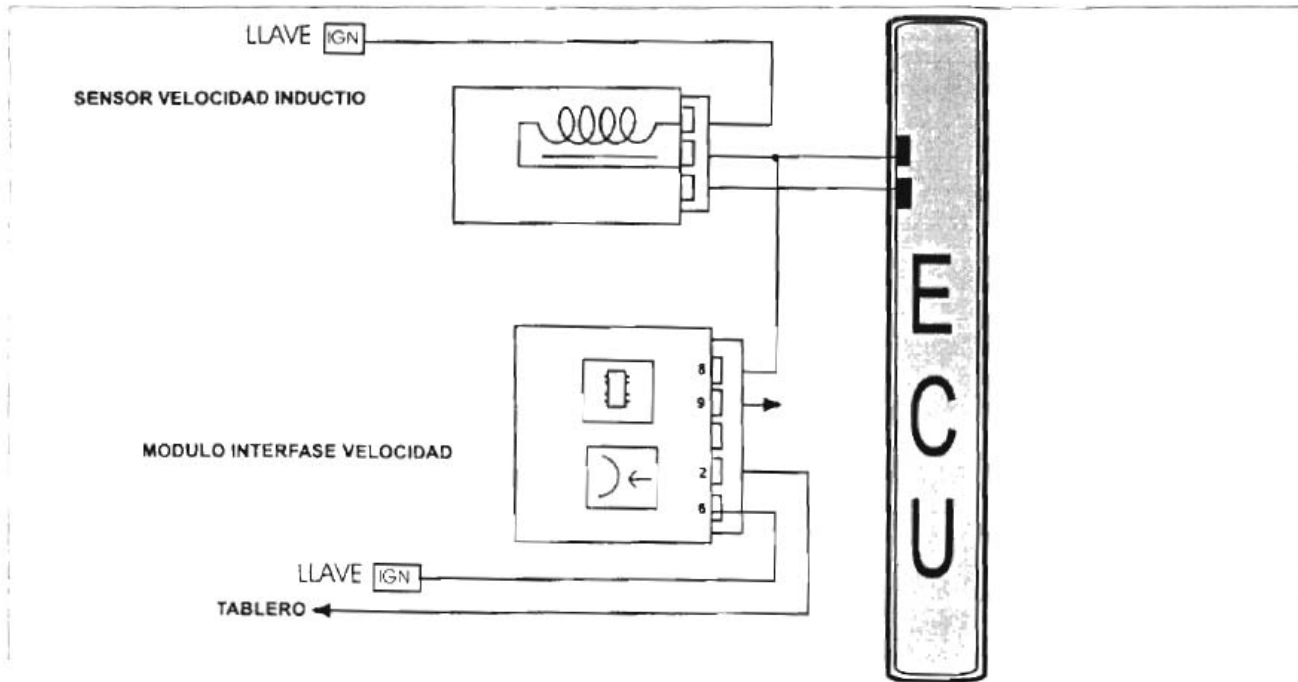 LLAVE IGN
SENSOR VELOCIDAD INDUCTIO
8
9
MODULO INTERFASE VELOCIDAD
2
6
LLAVE IGN
TABLERO
E
C
U